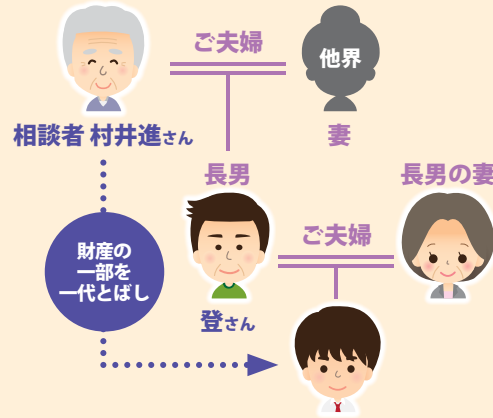 ご夫婦
他界
相談者 村井進さん
妻
長男
長男の妻
財産の
一部を
一代とばし
ご夫婦
登さん